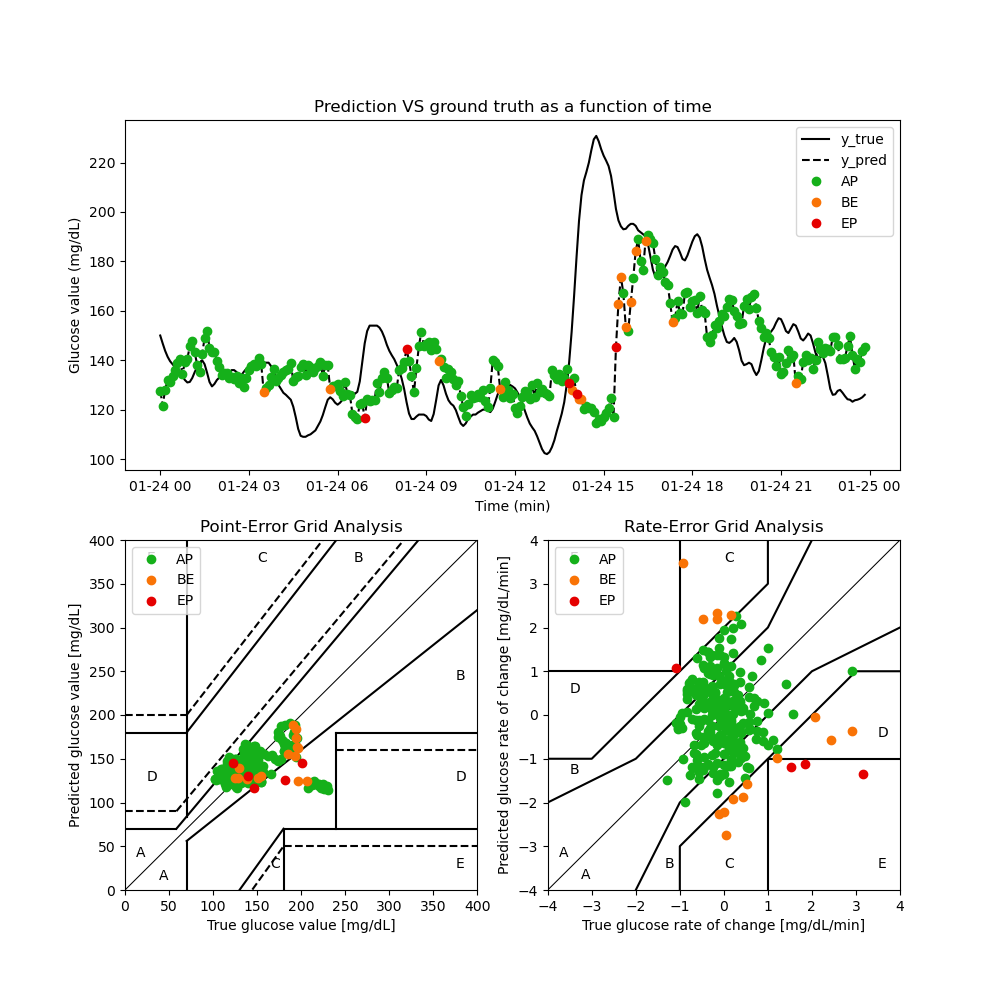 Prediction VS ground truth as a function of time
Glucose value (mg/dL)
220
200
180
160
140
120
100
y_true
y_pred
AP
BE
EP
01-24 00 01-24 03 01-24 06 01-24 09 01-24 12 01-24 15 01-24 18 01-24 21 01-25 00
Time (min)
Point-Error Grid Analysis
Predicted glucose value [mg/dL]
400
350
300
250
200
150
100
50
0
AP
BE
EP
C B
B
D D
A
A
C E
0 50 100 150 200 250 300 350 400
True glucose value [mg/dL]
Rate-Error Grid Analysis
Predicted glucose rate of change [mg/dL/min]
4
3
2
1
0
−1
−2
−3
−4
AP
BE
EP
C
D
D
B
A
A
B C E
−4 −3 −2 −1 0 1 2 3 4
True glucose rate of change [mg/dL/min]